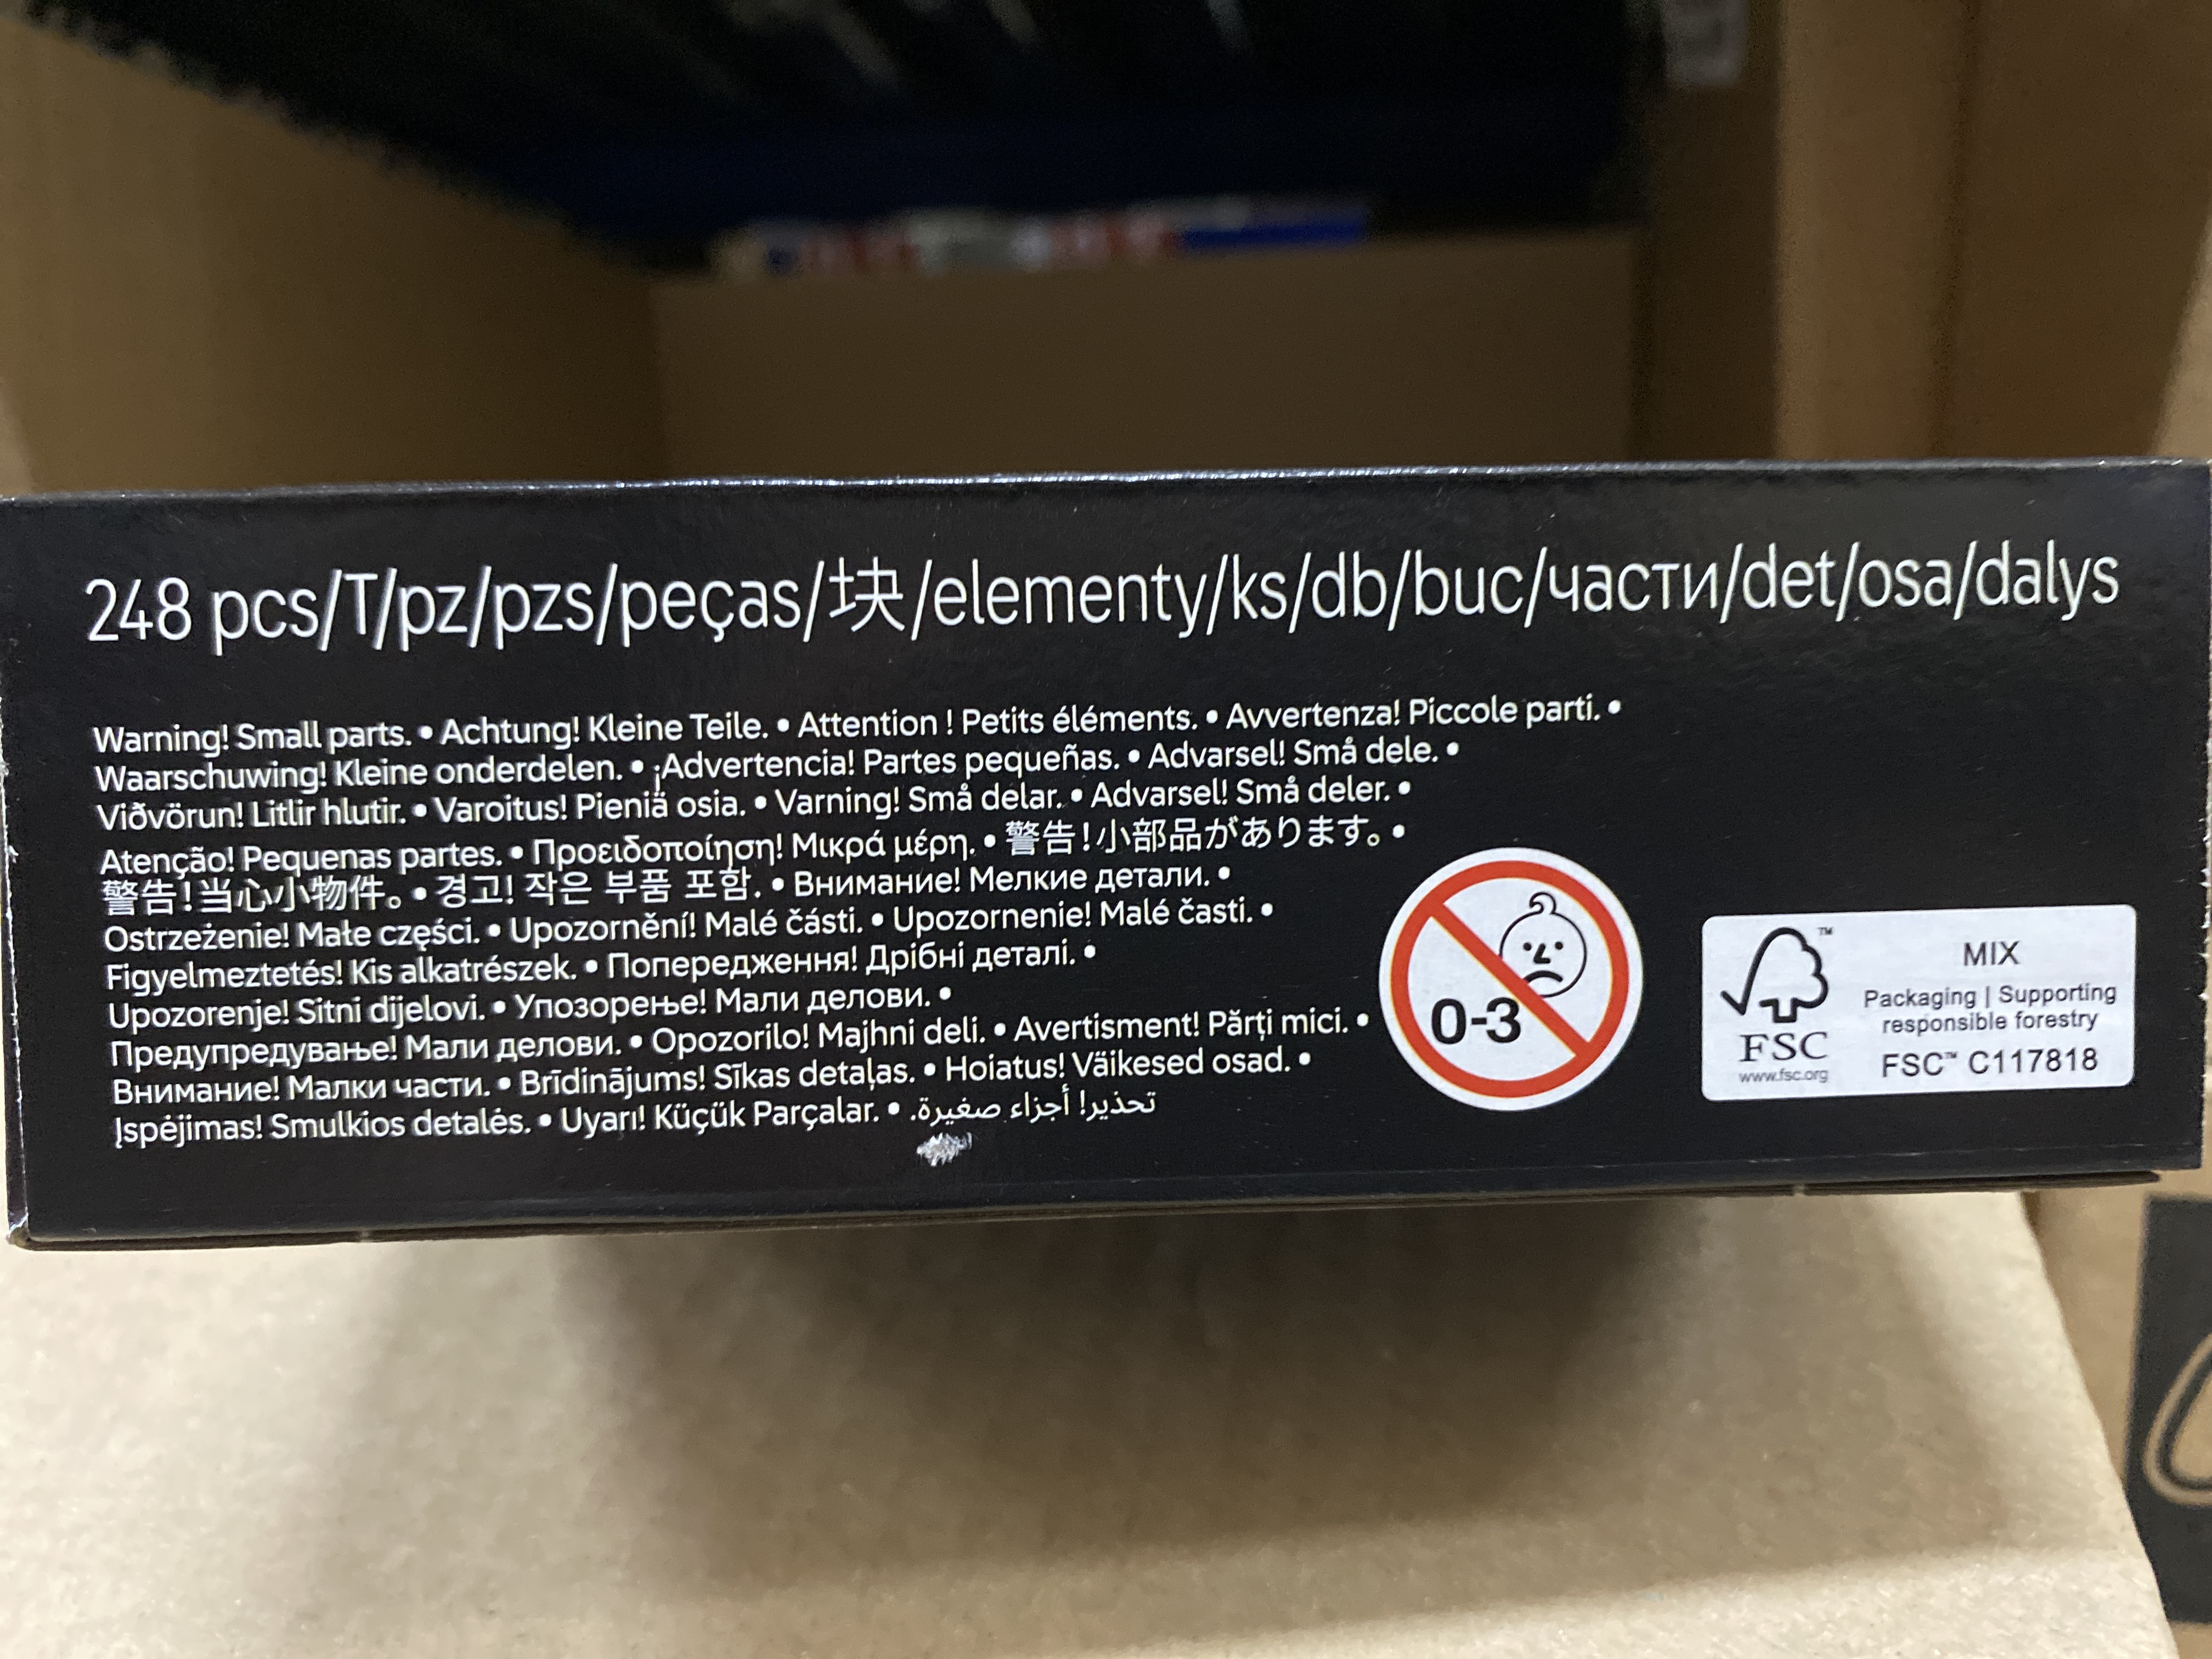 248 pcs/T/pz/pzs/peças/块/elementy/ks/db/buc/части/det/osa/dalys
Warning! Small parts. • Achtung! Kleine Teile. • Attention ! Petits éléments. • Avvertenza! Piccole parti. •
Waarschuwing! Kleine onderdelen. • ¡Advertencia! Partes pequeñas. • Advarsel! Små dele. •
Viðvörun! Litlir hlutir. • Varoitus! Pieniä osia. • Varning! Små delar. • Advarsel! Små deler. •
Atenção! Pequenas partes. • Προειδοποίηση! Μικρά μέρη. • 警告!小部品があります。 •
警告!当心小物件。 • 경고! 작은 부품 포함. • Внимание! Мелкие детали. •
Ostrzeżenie! Małe części. • Upozornění! Malé části. • Upozornenie! Malé časti. •
Figyelmeztetés! Kis alkatrészek. • Попередження! Дрібні деталі. •
Upozorenje! Sitni dijelovi. • Упозорење! Мали делови. •
Предупредување! Мали делови. • Opozorilo! Majhni deli. • Avertisment! Părți mici. •
Внимание! Малки части. • Brīdinājums! Sīkas detaļas. • Hoiatus! Väikesed osad. •
Įspėjimas! Smulkios detalės. • Uyarı! Küçük Parçalar. • تحذير! أجزاء صغيرة.
0-3
FSC
www.fsc.org
MIX
Packaging | Supporting
responsible forestry
FSC™ C117818